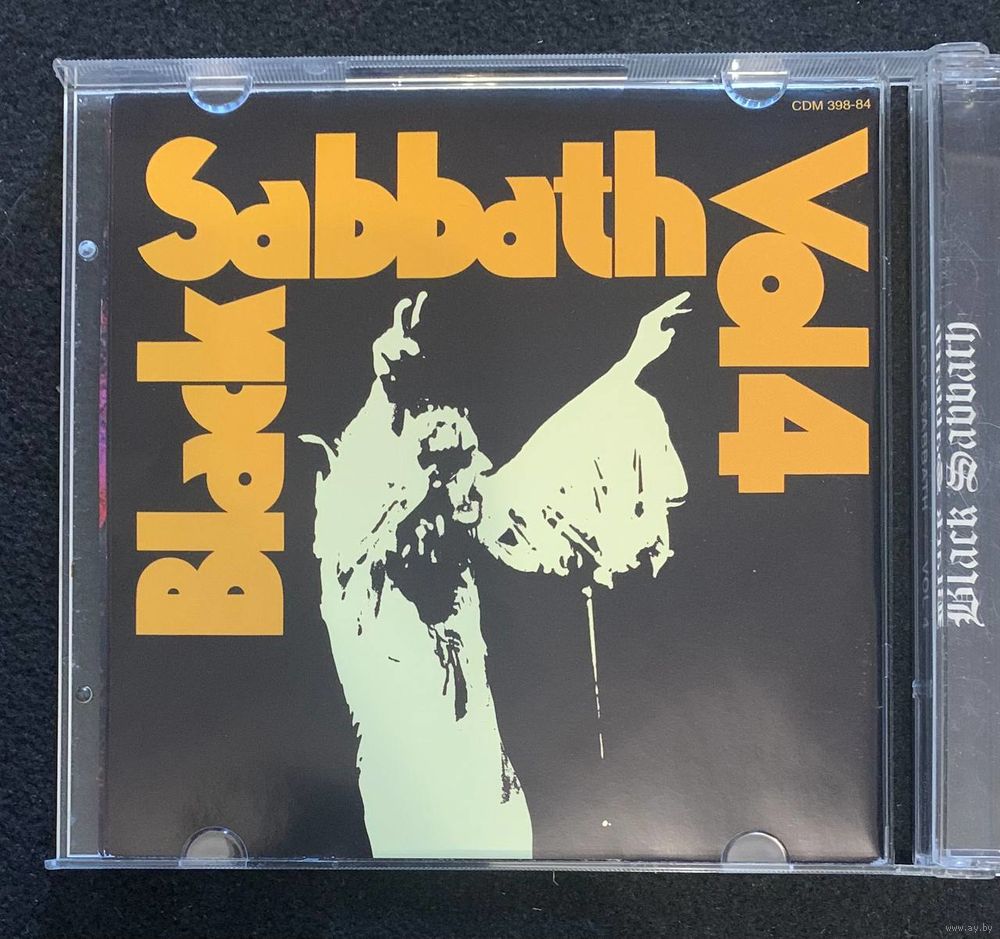 CDM 398-84
Black
Sabbath
Vol 4
Black Sabbath
www.ay.by